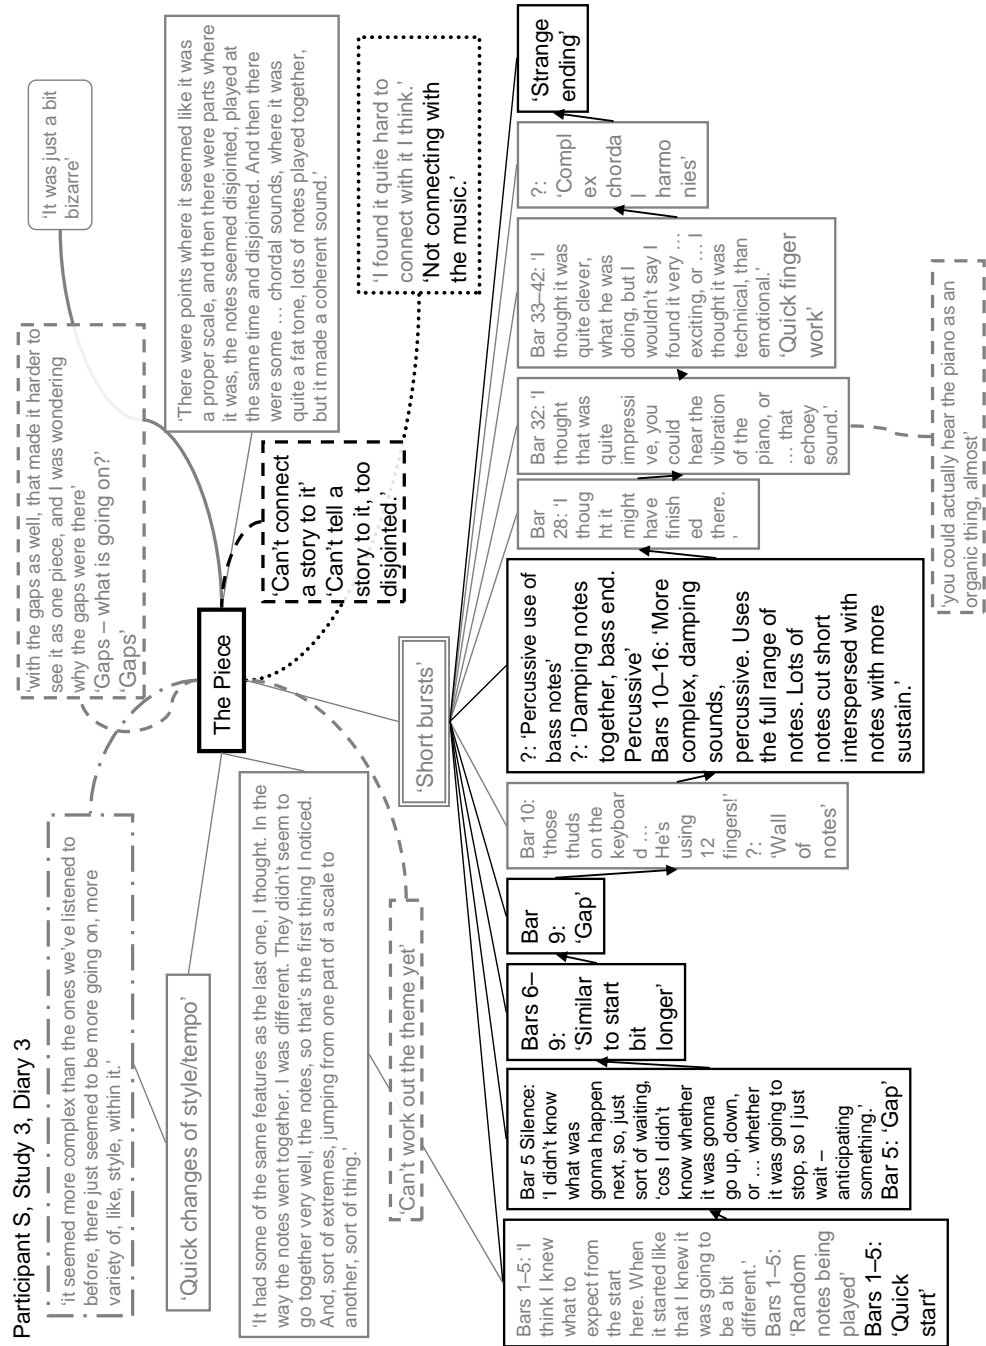 Participant S, Study 3, Diary 3
‘it seemed more complex than the ones we’ve listened to
before, there just seemed to be more going on, more
variety of, like, style, within it.’
‘with the gaps as well, that made it harder to
see it as one piece, and I was wondering
why the gaps were there’
‘Gaps – what is going on?’
‘Gaps’
‘It was just a bit
bizarre’
‘Quick changes of style/tempo’
The Piece
‘There were points where it seemed like it was
a proper scale, and then there were parts where
it was, the notes seemed disjointed, played at
the same time and disjointed. And then there
were some … chordal sounds, where it was
quite a fat tone, lots of notes played together,
but it made a coherent sound.’
‘It had some of the same features as the last one, I thought. In the
way the notes went together. I was different. They didn’t seem to
go together very well, the notes, so that’s the first thing I noticed.
And, sort of extremes, jumping from one part of a scale to
another, sort of thing.’
‘Can’t connect
a story to it’
‘Can’t tell a
story to it, too
disjointed.’
‘I found it quite hard to
connect with it I think.’
‘Not connecting with
the music.’
‘Can’t work out the theme yet’
‘Short bursts’
Bars 1–5: ‘I
think I knew
what to
expect from
the start
here. When
it started like
that I knew it
was going to
be a bit
different.’
Bars 1–5:
‘Random
notes being
played’
Bars 1–5:
‘Quick
start’
Bar 5 Silence:
‘I didn’t know
what was
gonna happen
next, so, just
sort of waiting,
‘cos I didn’t
know whether
it was gonna
go up, down,
or… whether
it was going to
stop, so I just
wait –
anticipating
something.’
Bar 5: ‘Gap’
Bars 6–
9:
‘Similar
to start
bit
longer’
Bar
9:
‘Gap’
Bar 10:
‘those
thuds
on the
keyboar
d …
He’s
using
12
fingers!’
?:
‘Wall
of
notes’
?: ‘Percussive use of
bass notes’
?: ‘Damping notes
together, bass end.
Percussive’
Bars 10–16: ‘More
complex, damping
sounds,
percussive. Uses
the full range of
notes. Lots of
notes cut short
interspersed with
notes with more
sustain.’
Bar
28: ‘I
thoug
ht it
might
have
finish
ed
there.
’
Bar 32: ‘I
thought
that was
quite
impressi
ve, you
could
hear the
vibration
of the
piano, or
… that
echoey
sound.’
Bar 33–42: ‘I
thought it was
quite clever,
what he was
doing, but I
wouldn’t say I
found it very …
exciting, or … I
thought it was
technical, than
emotional.’
‘Quick finger
work’
?:
‘Compl
ex
chorda
l
harmo
nies’
‘Strange
ending’
‘you could actually hear the piano as an
organic thing, almost’